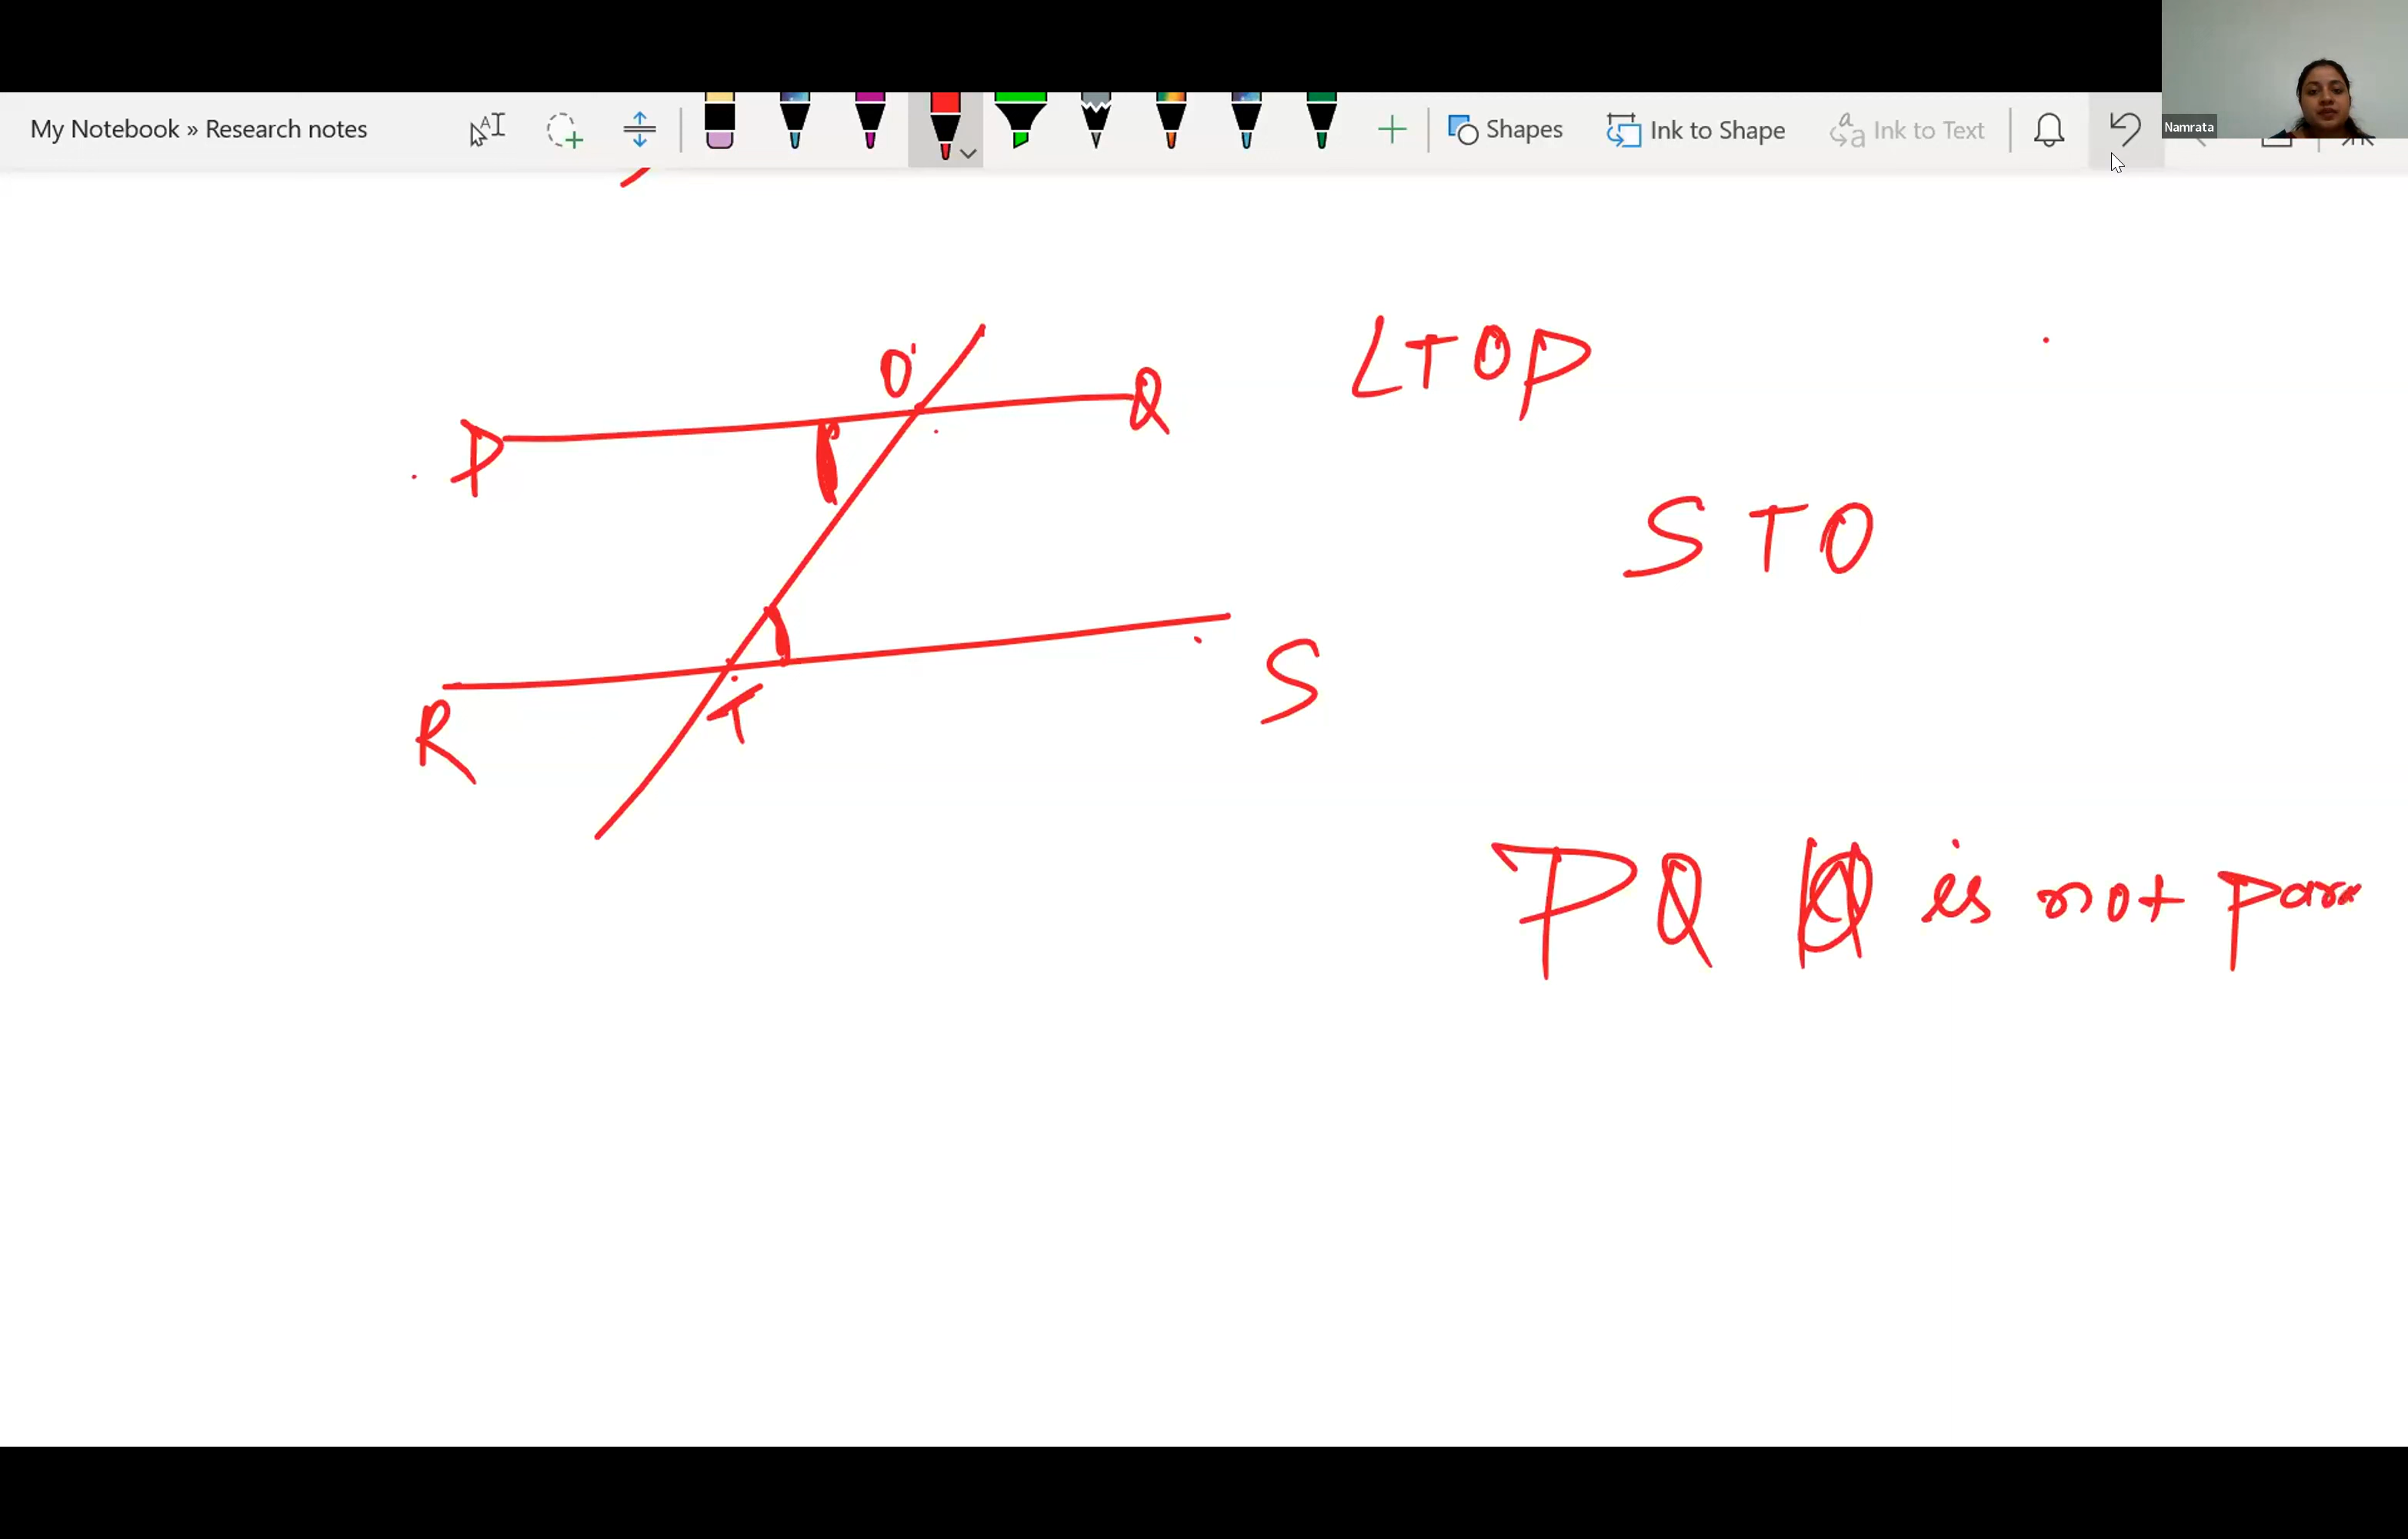 My Notebook » Research notes
Shapes
Ink to Shape
Ink to Text
Namrata
O
Q
P
∠TOP
STO
S
T
R
PQ is not para